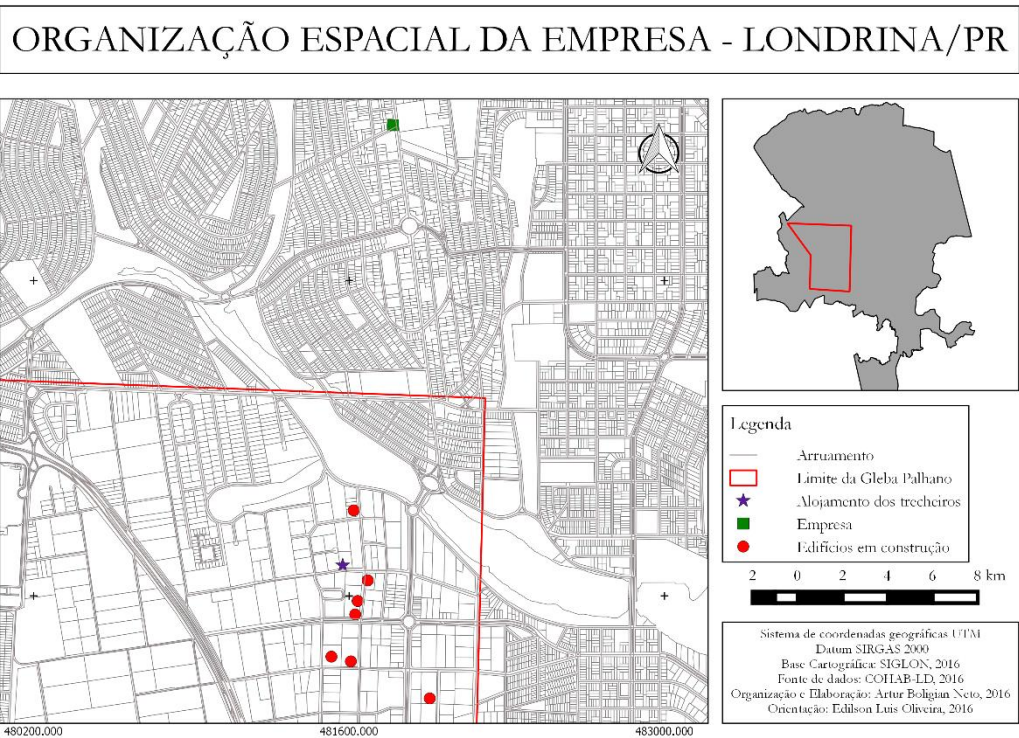 ORGANIZAÇÃO ESPACIAL DA EMPRESA - LONDRINA/PR
Legenda
Arruamento
Limite da Gleba Palhano
Alojamento dos trecheiros
Empresa
Edifícios em construção
2 0 2 4 6 8 km
Sistema de coordenadas geográficas UTM
Datum SIRGAS 2000
Base Cartográfica: SIGLON, 2016
Fonte de dados: COHAB-LD, 2016
Organização e Elaboração: Artur Boligian Neto, 2016
Orientação: Edilson Luis Oliveira, 2016
480200.000 481600.000 483000.000